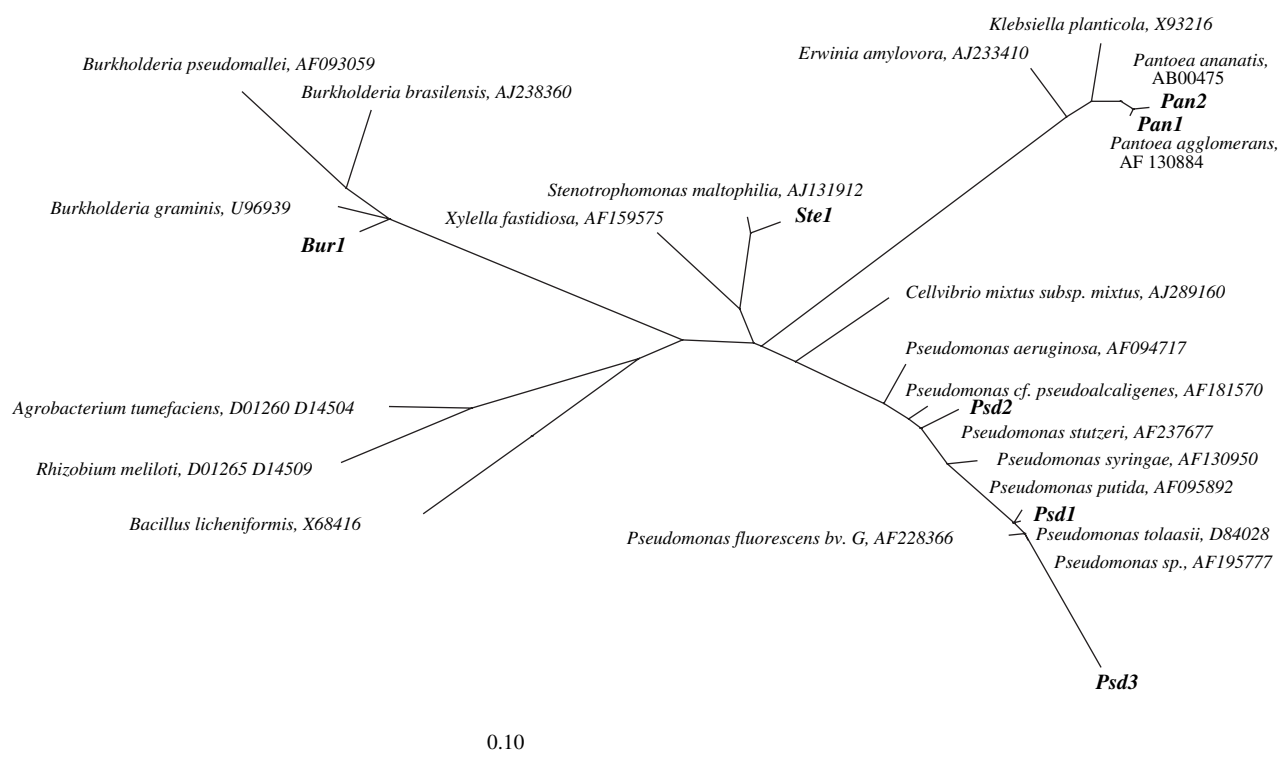 Klebsiella planticola, X93216
Erwinia amylovora, AJ233410
Pantoea ananatis,
AB00475
Burkholderia pseudomallei, AF093059
Burkholderia brasilensis, AJ238360
Pan2
Pan1
Pantoea agglomerans,
AF 130884
Stenotrophomonas maltophilia, AJ131912
Burkholderia graminis, U96939
Xylella fastidiosa, AF159575
Ste1
Bur1
Cellvibrio mixtus subsp. mixtus, AJ289160
Pseudomonas aeruginosa, AF094717
Pseudomonas cf. pseudoalcaligenes, AF181570
Agrobacterium tumefaciens, D01260 D14504
Psd2
Pseudomonas stutzeri, AF237677
Pseudomonas syringae, AF130950
Rhizobium meliloti, D01265 D14509
Pseudomonas putida, AF095892
Psd1
Bacillus licheniformis, X68416
Pseudomonas fluorescens bv. G, AF228366
Pseudomonas tolaasii, D84028
Pseudomonas sp., AF195777
Psd3
0.10